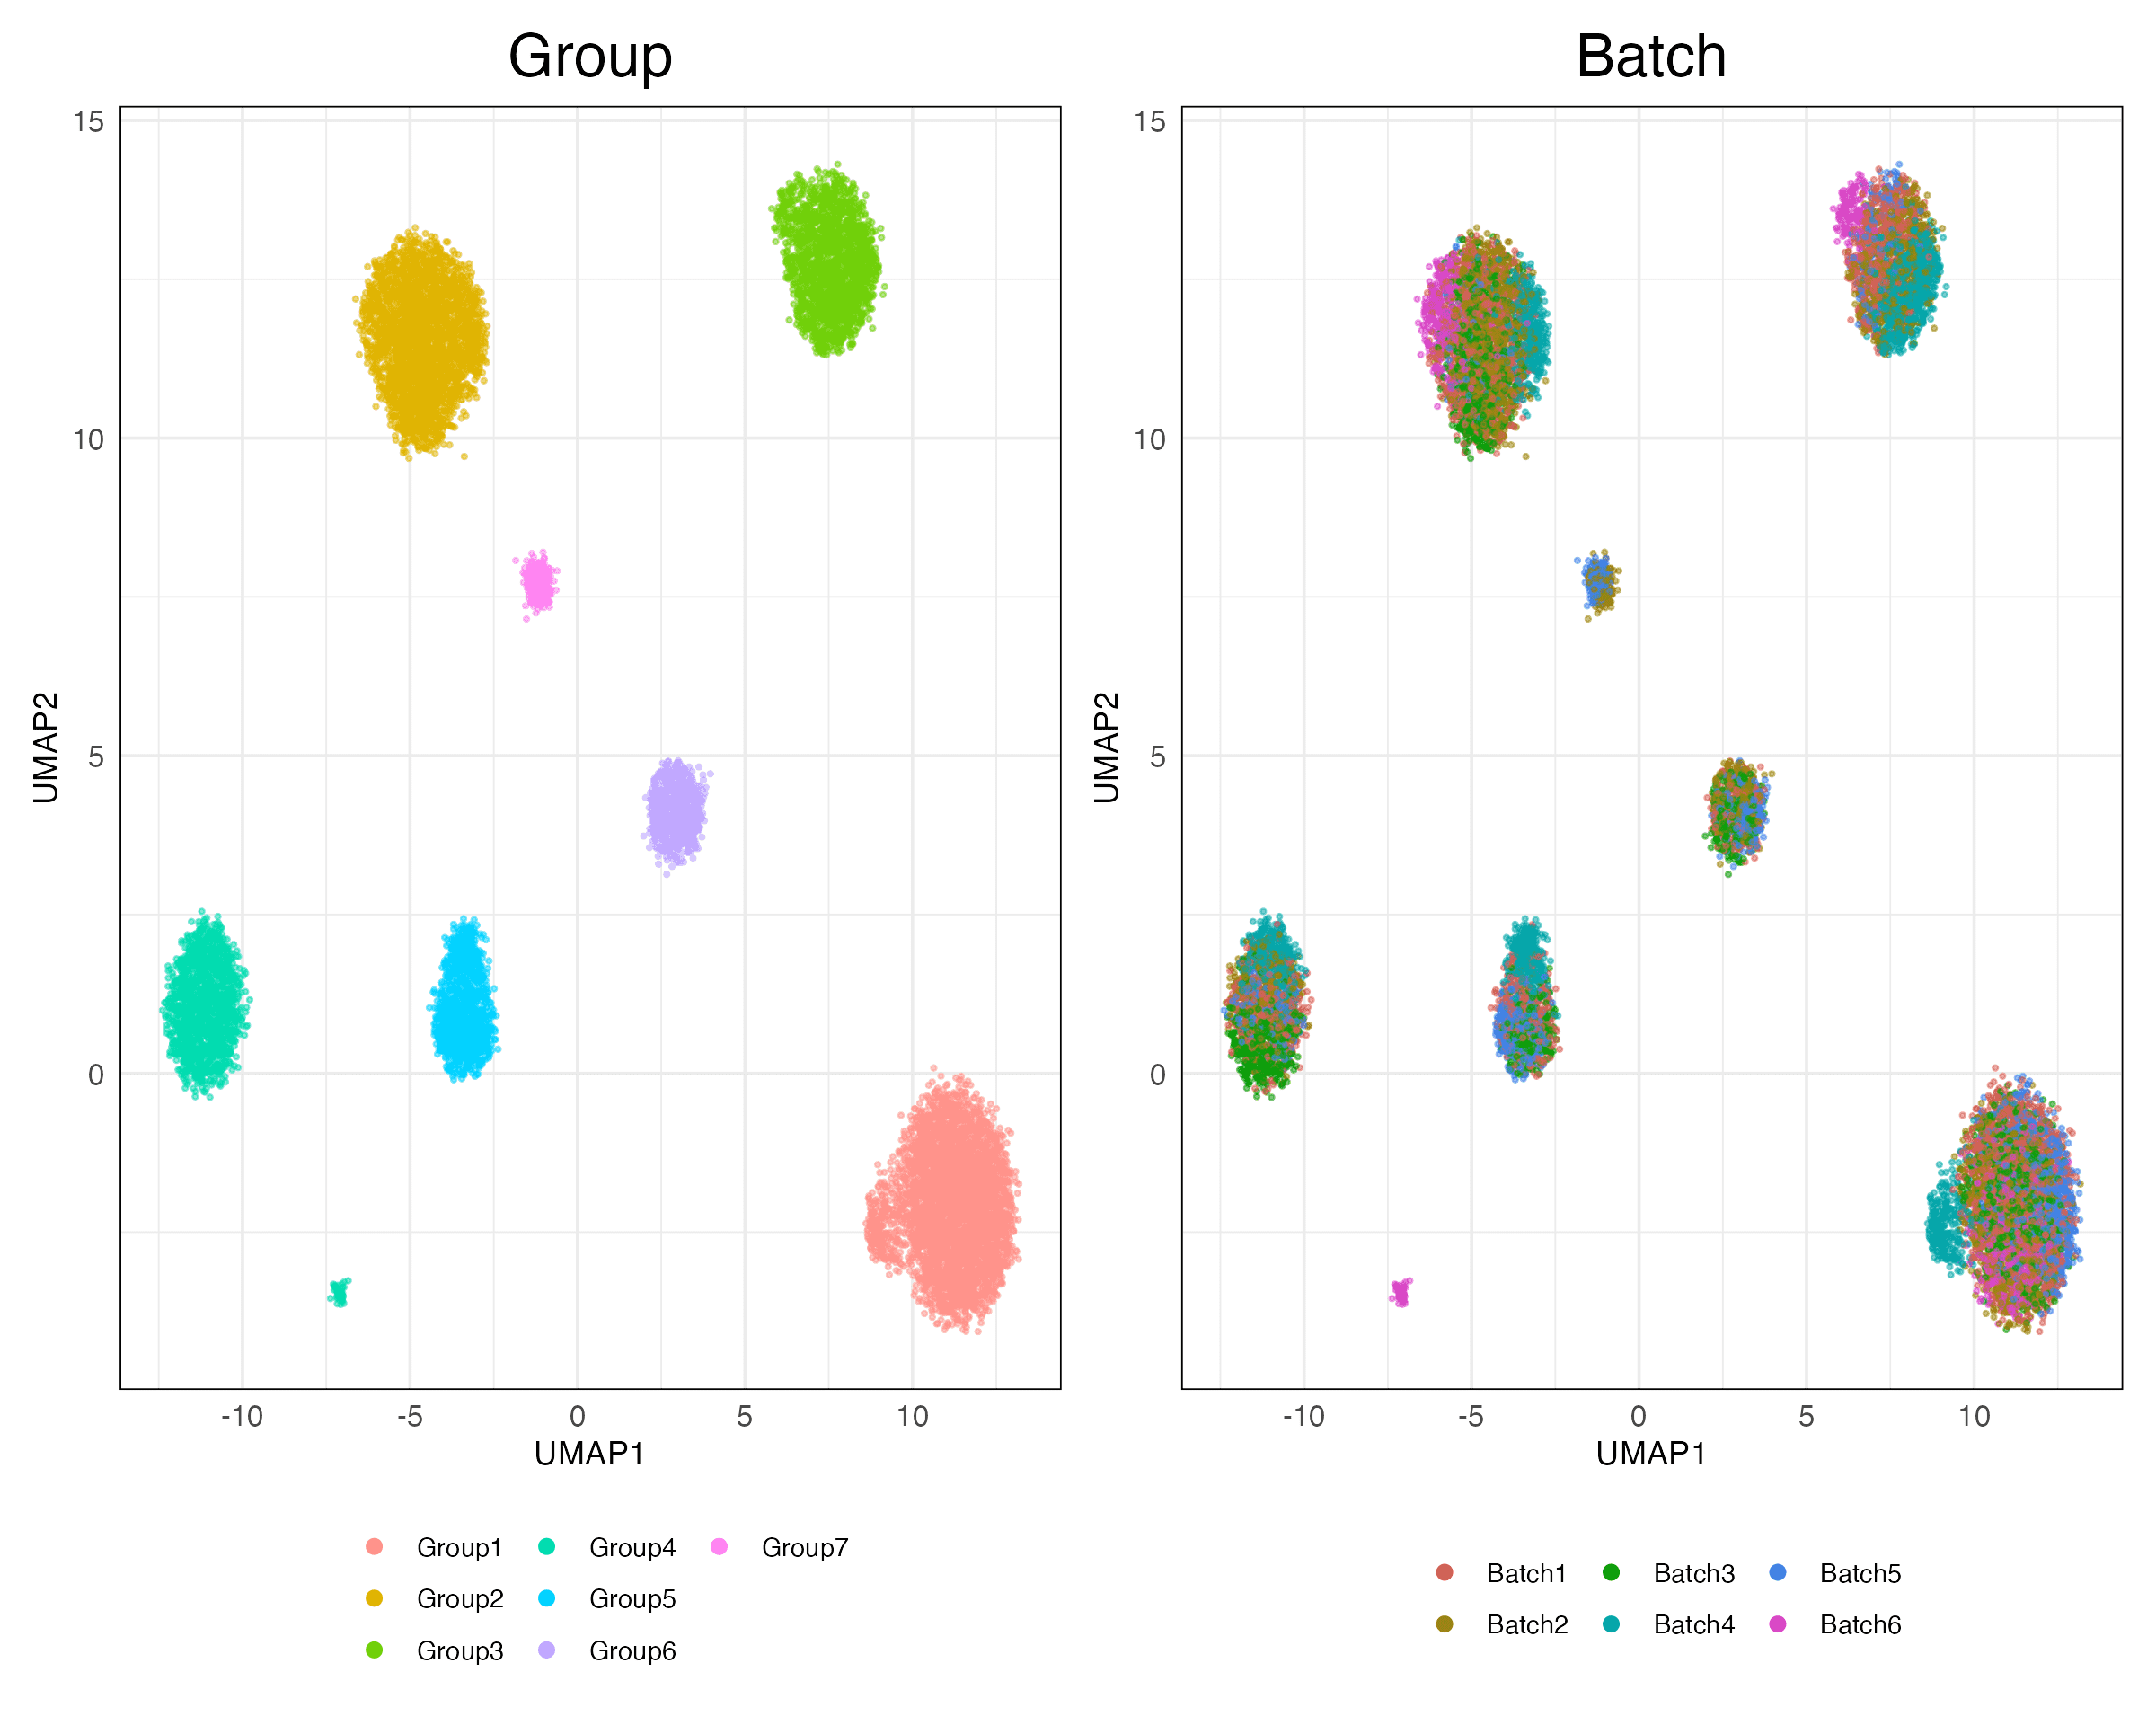 Group
Batch
15
10
5
0
UMAP2
-10 -5 0 5 10
UMAP1
Group1 Group4 Group7
Group2 Group5
Group3 Group6
15
10
5
0
UMAP2
-10 -5 0 5 10
UMAP1
Batch1 Batch3 Batch5
Batch2 Batch4 Batch6